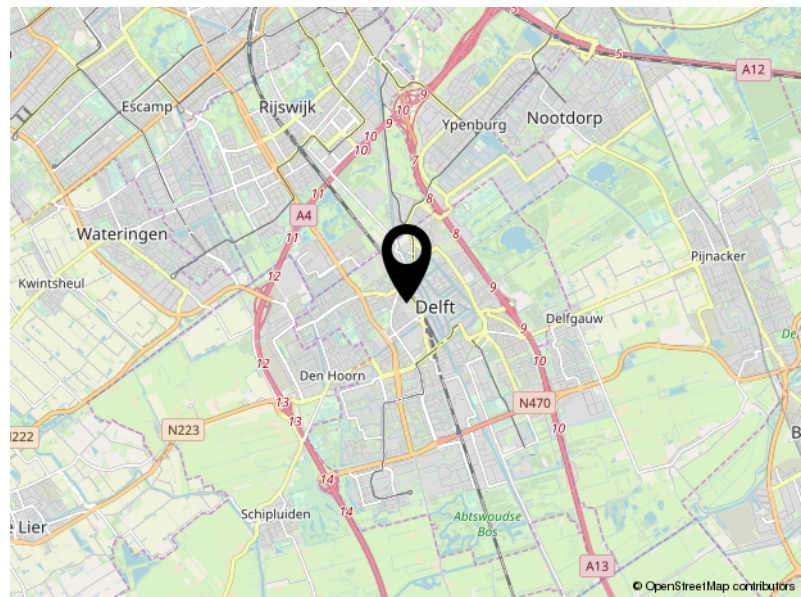 5
A12
9
10
Escamp
Rijswijk
Nootdorp
9
Ypenburg
10
10
7
11
8
A4
8
Wateringen
11
Pijnacker
12
Kwintsheul
9
Delft
Delfgauw
9
12
10
Den Hoorn
13
N470
13
N223
10
N222
14
14
Schipluiden
Abtswoudse
Bos
e Lier
A13
© OpenStreetMap contributors